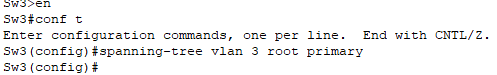 Sw3>en
Sw3#conf t
Enter configuration commands, one per line.  End with CNTL/Z.
Sw3(config)#spanning-tree vlan 3 root primary
Sw3(config)#